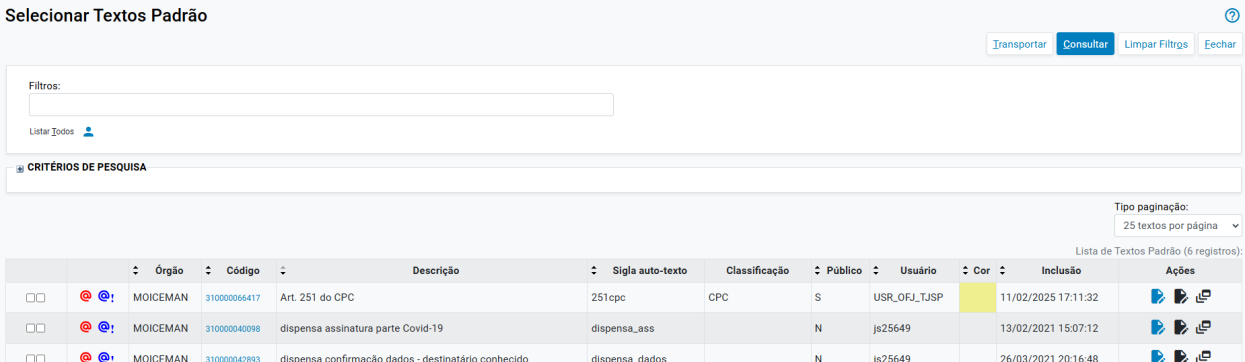 Selecionar Textos Padrão
Transportar Consultar Limpar Filtros Fechar
Filtros:
Listar Todos
CRITÉRIOS DE PESQUISA
Tipo paginação:
25 textos por página
Lista de Textos Padrão (6 registros):
Órgão Código Descrição Sigla auto-texto Classificação Público Usuário Cor Inclusão Ações
MOICEMAN 310000066417 Art. 251 do CPC 251cpc CPC S USR_OFJ_TJSP 11/02/2025 17:11:32
MOICEMAN 310000040098 dispensa assinatura parte Covid-19 dispensa_ass N js25649 13/02/2021 15:07:12
MOICEMAN 310000042893 dispensa confirmação dados - destinatário conhecido dispensa_dados N js25649 26/03/2021 20:16:48